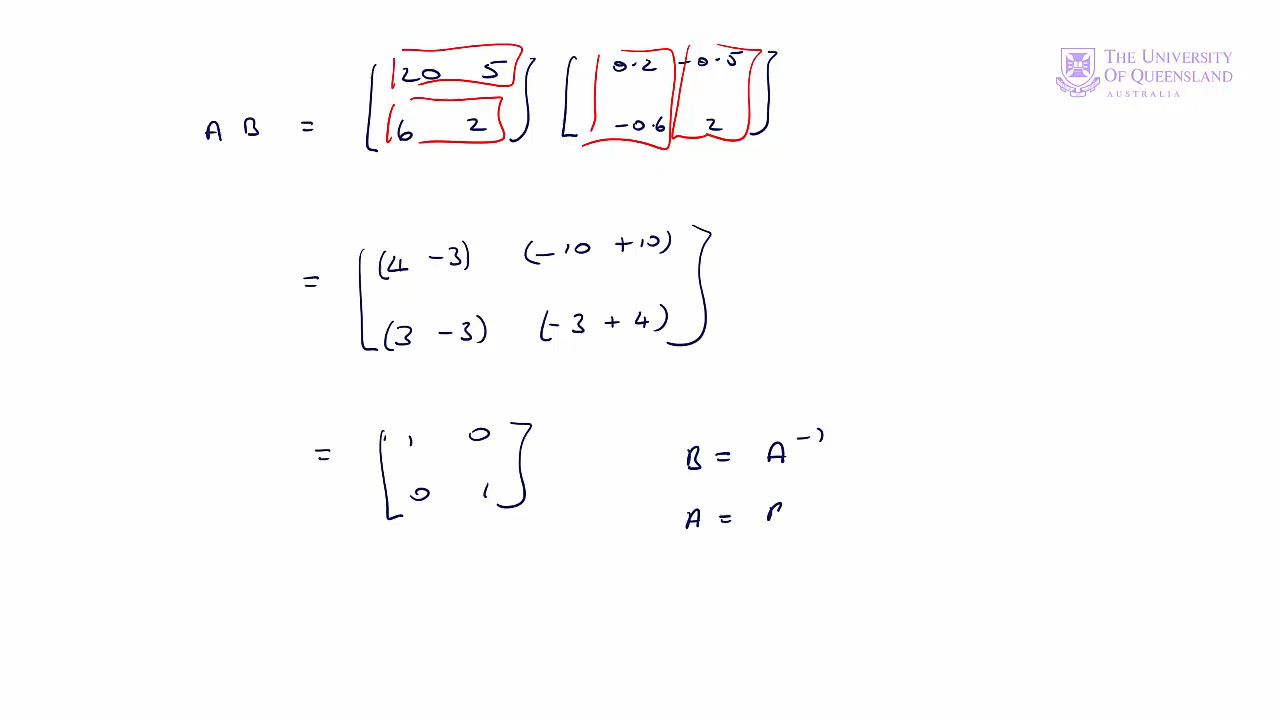 THE UNIVERSITY
OF QUEENSLAND
AUSTRALIA
A B = [20 5 6 2] [0.2 -0.5 -0.6 2]
= [(4 -3) (-10 +10)
(3 -3) (-3 + 4)]
= [1 0
0 1]
B = A⁻¹
A =